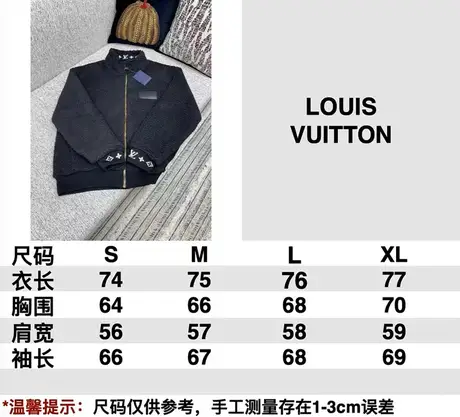 LOUIS
VUITTON
尺码 S M L XL
衣长 74 75 76 77
胸围 64 66 68 70
肩宽 56 57 58 59
袖长 66 67 68 69
*温馨提示：尺码仅供参考，手工测量存在1-3cm误差